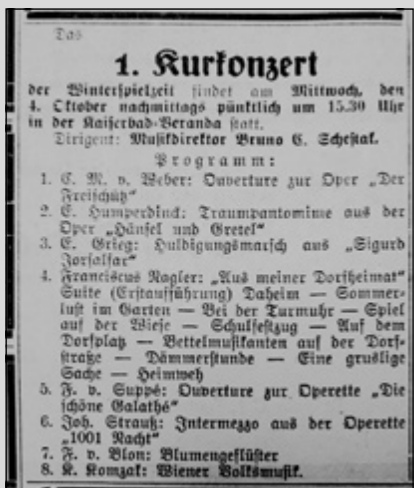 Das
1. Kurkonzert
der Winterspielzeit findet am Mittwoch, den
4. Oktober nachmittags pünktlich um 15.30 Uhr
in der Kaiserbad-Veranda statt.
Dirigent: Musikdirektor Bruno C. Schestak.
Programm:
1. C. M. v. Weber: Ouverture zur Oper „Der
Freischütz“
2. E. Humperdinck: Traumpantomime aus der
Oper „Hänsel und Gretel“
3. E. Grieg: Huldigungsmarsch aus „Sigurd
Jorsalfar“
4. Franciscus Nagler: „Aus meiner Dorfheimat“
Suite (Erstaufführung) Daheim — Sommer-
lust im Garten — Bei der Turmuhr — Spiel
auf der Wiese — Schulfestzug — Auf dem
Dorfplatz — Bettelmusikanten auf der Dorf-
straße — Dämmerstunde — Eine gruslige
Sache — Heimweh
5. F. v. Suppé: Ouverture zur Operette „Die
schöne Galathé“
6. Joh. Strauß: Intermezzo aus der Operette
„1001 Nacht“
7. F. v. Blon: Blumengeflüster
8. K. Komzak: Wiener Volksmusik.